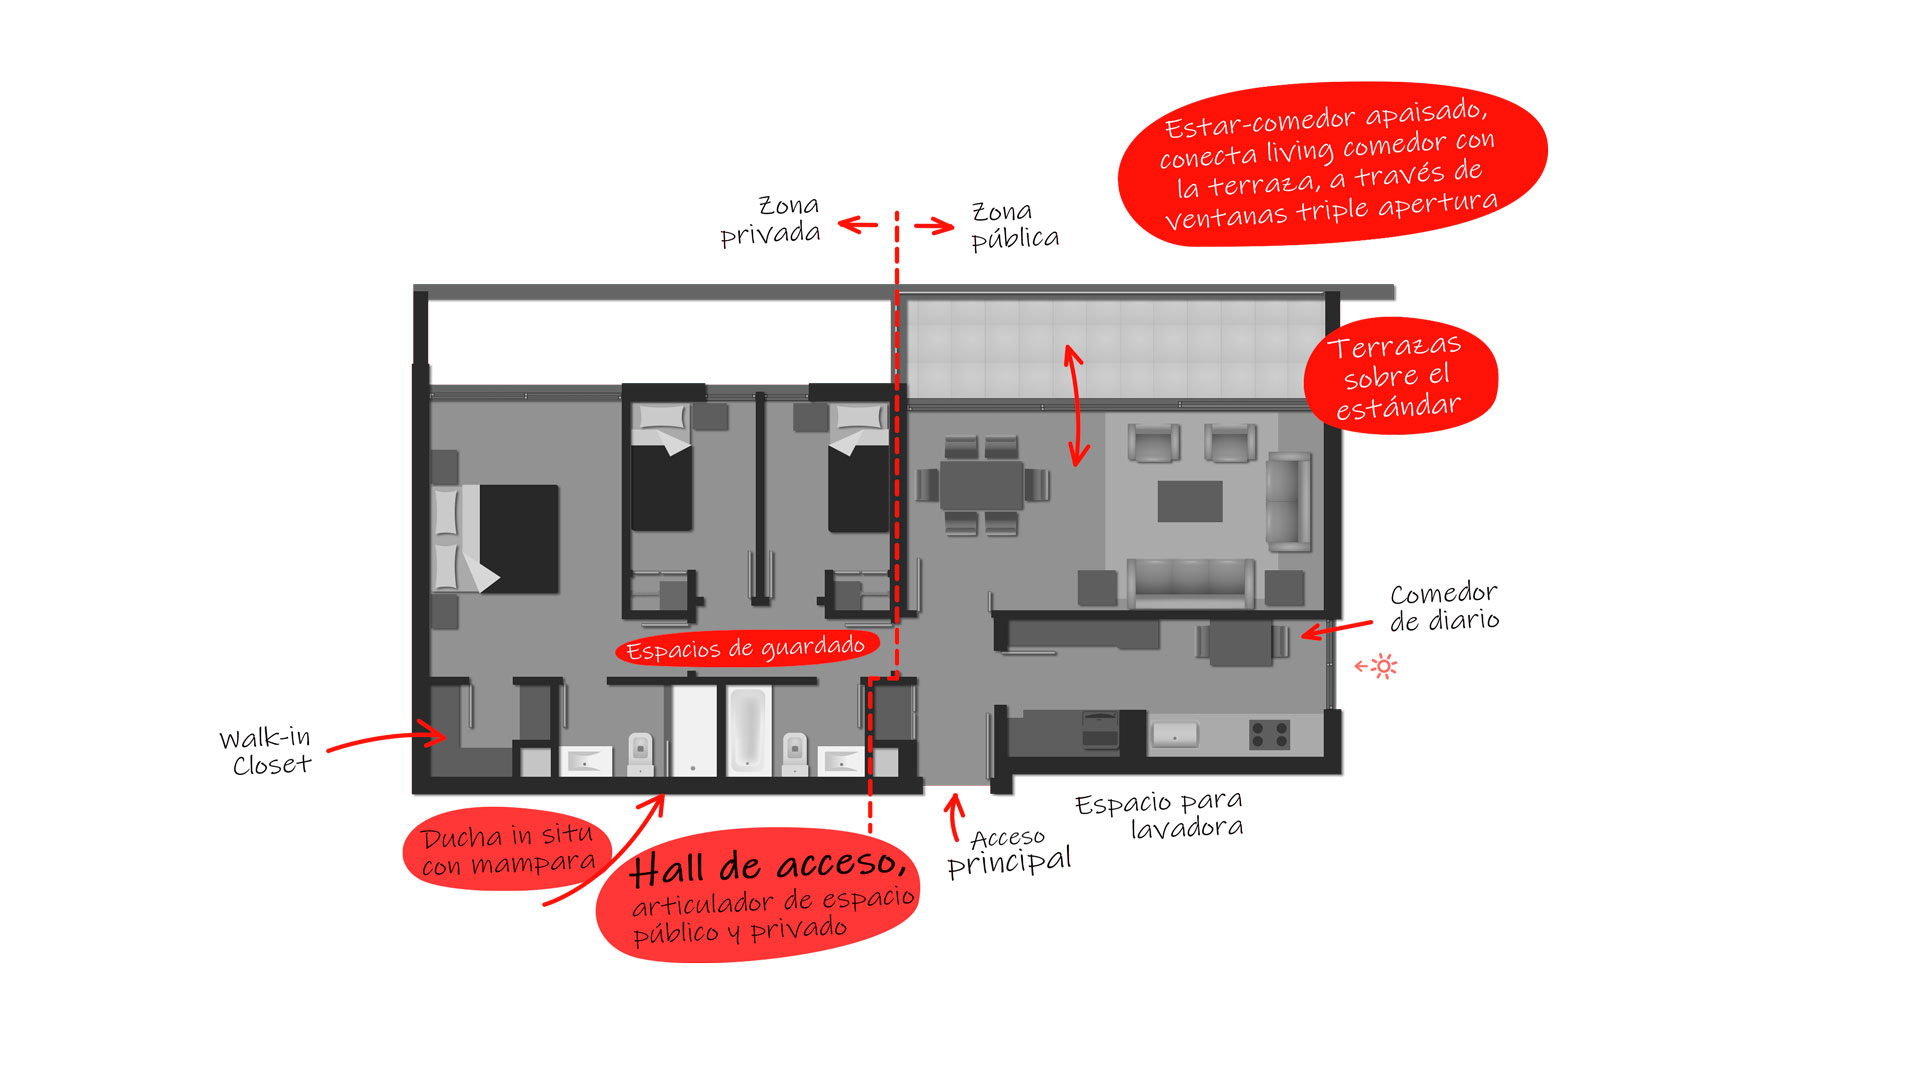 Estar-comedor apaisado,
conecta living comedor con
la terraza, a través de
ventanas triple apertura
Zona
privada
Zona
pública
Terrazas
sobre el
estándar
Comedor
de diario
Espacios de guardado
Walk-in
Closet
Espacio para
lavadora
Ducha in situ
con mampara
Acceso
principal
Hall de acceso,
articulador de espacio
público y privado